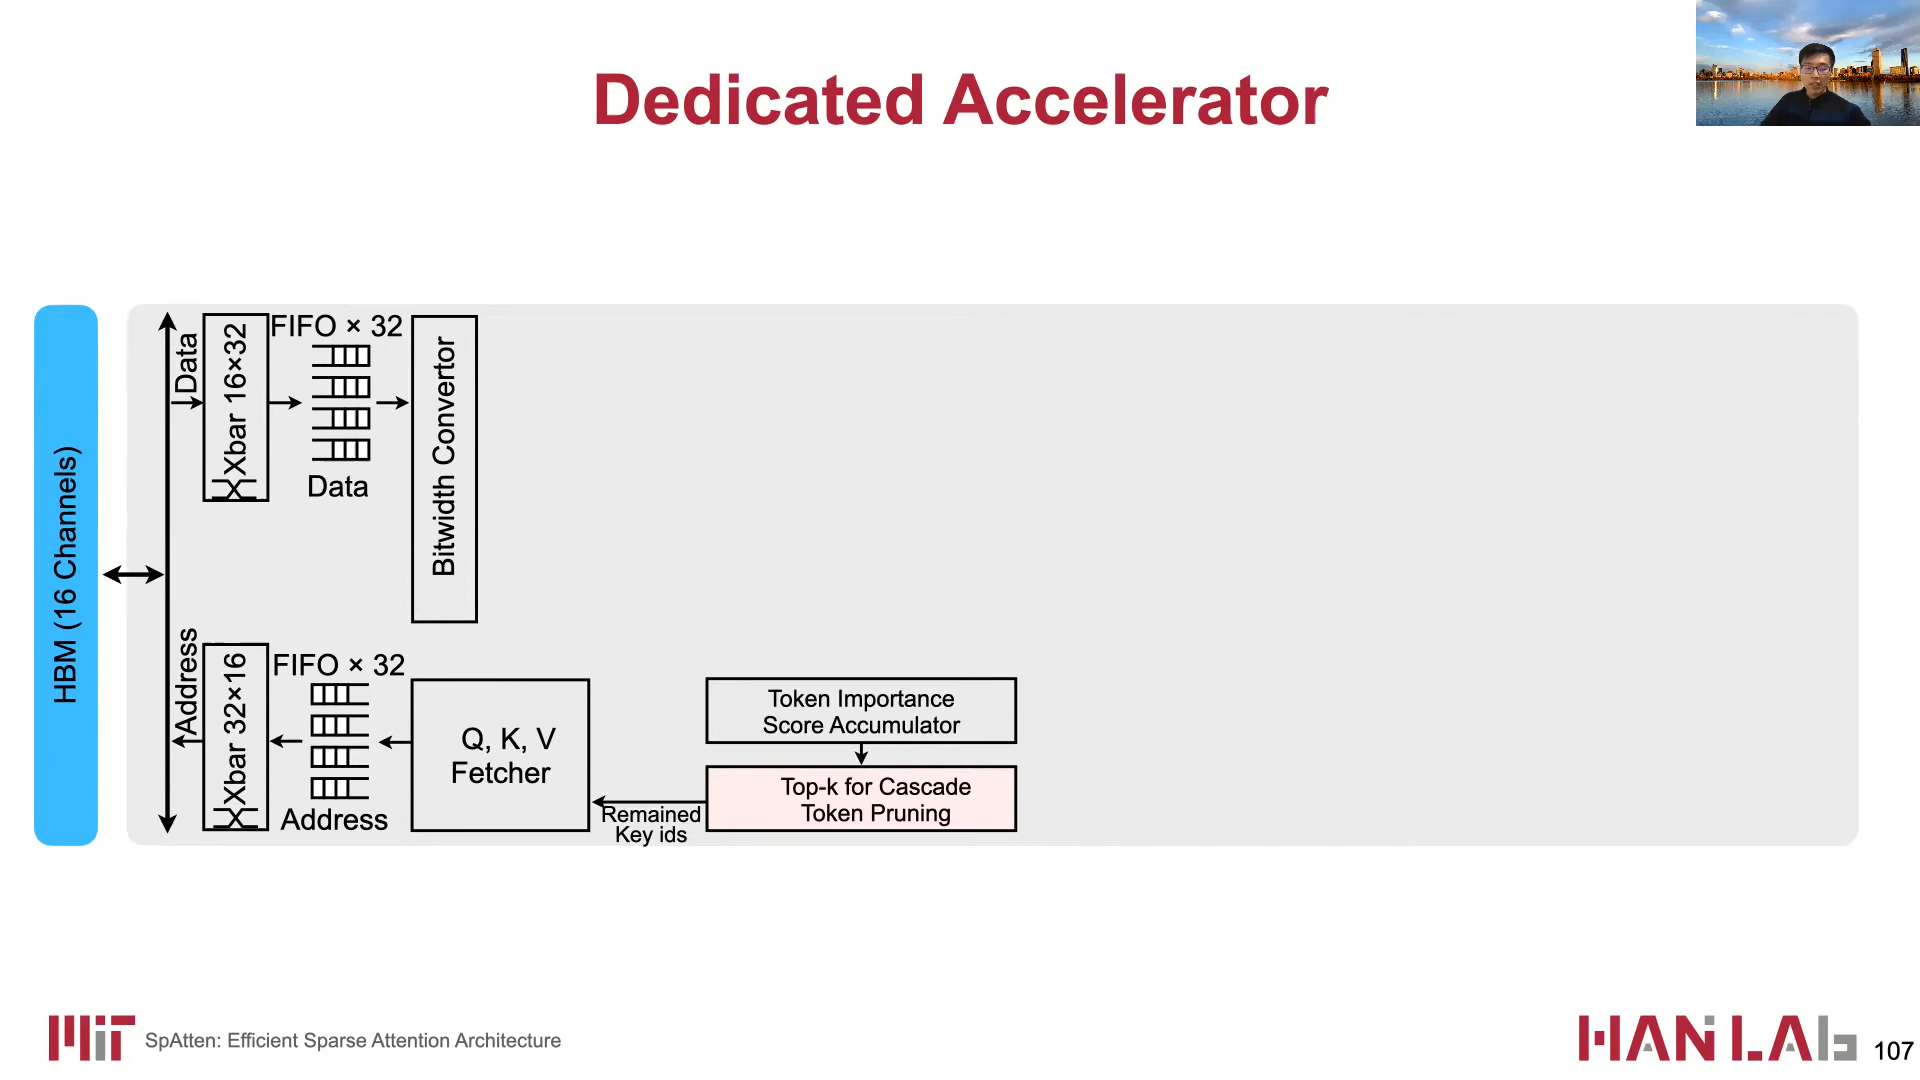 Dedicated Accelerator
HBM (16 Channels)
Data
Xbar 16×32
FIFO × 32
Data
Bitwidth Convertor
Address
Xbar 32×16
FIFO × 32
Address
Q, K, V
Fetcher
Remained
Key ids
Token Importance
Score Accumulator
Top-k for Cascade
Token Pruning
MIT
SpAtten: Efficient Sparse Attention Architecture
HAN LAb
107